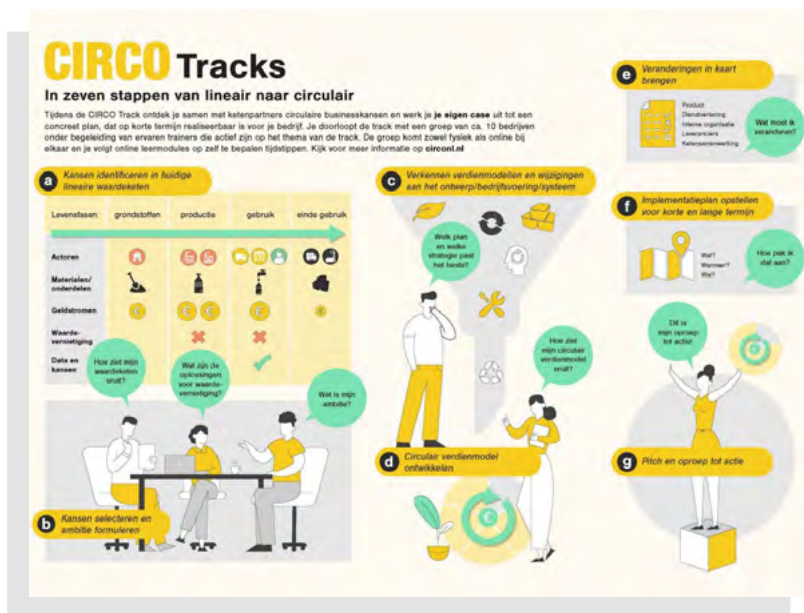 CIRCO Tracks
In zeven stappen van lineair naar circulair
Tijdens de CIRCO Track ontdek je samen met ketenpartners circulaire businesskansen en werk je je eigen case uit tot een
concreet plan, dat op korte termijn realiseerbaar is voor je bedrijf. Je doorloopt de track met een groep van ca. 10 bedrijven
onder begeleiding van ervaren trainers die actief zijn op het thema van de track. De groep komt zowel fysiek als online bij
elkaar en je volgt online leermodules op zelf te bepalen tijdstippen. Kijk voor meer informatie op circonl.nl
a Kansen identificeren in huidige
lineaire waardeketen
Levensfasen: grondstoffen productie gebruik einde gebruik
Actoren
Materialen/
onderdelen
Geldstromen
Waarde-
vernietiging
Data en
kansen
Hoe ziet mijn
waardeketen
eruit?
Wat zijn de
oplossingen
voor waarde-
vernietiging?
Wat is mijn
ambitie?
b Kansen selecteren en
ambitie formuleren
c Verkennen verdienmodellen en wijzigingen
aan het ontwerp/bedrijfsvoering/systeem
Welk plan
en welke
strategie past
het beste?
Hoe ziet
mijn circulair
verdienmodel
eruit?
d Circulair verdienmodel
ontwikkelen
e Veranderingen in kaart
brengen
Product
Dienstverlening
Interne organisatie
Leveranciers
Ketensamenwerking
Wat moet ik
veranderen?
f Implementatieplan opstellen
voor korte en lange termijn
Wat?
Wanneer?
Wie?
Hoe pak ik
dat aan?
Dit is
mijn oproep
tot actie!
g Pitch en oproep tot actie